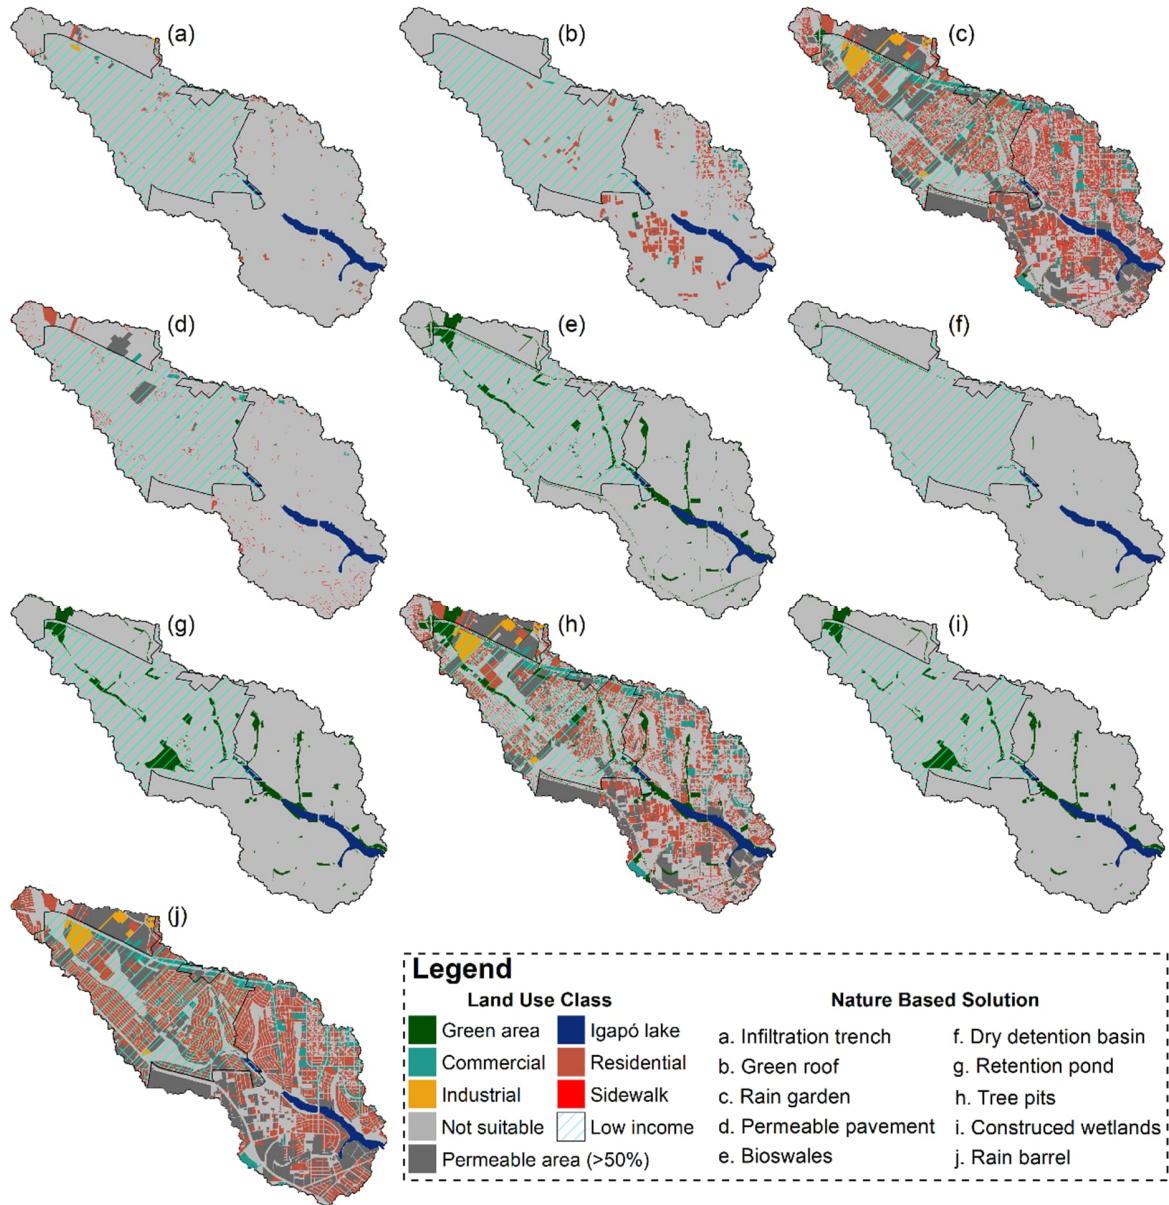 (a)
(b)
(c)
(d)
(e)
(f)
(g)
(h)
(i)
(j)
Legend
Land Use Class
Green area
Igapó lake
Commercial
Residential
Industrial
Sidewalk
Not suitable
Low income
Permeable area (>50%)
Nature Based Solution
a. Infiltration trench
b. Green roof
c. Rain garden
d. Permeable pavement
e. Bioswales
f. Dry detention basin
g. Retention pond
h. Tree pits
i. Construced wetlands
j. Rain barrel